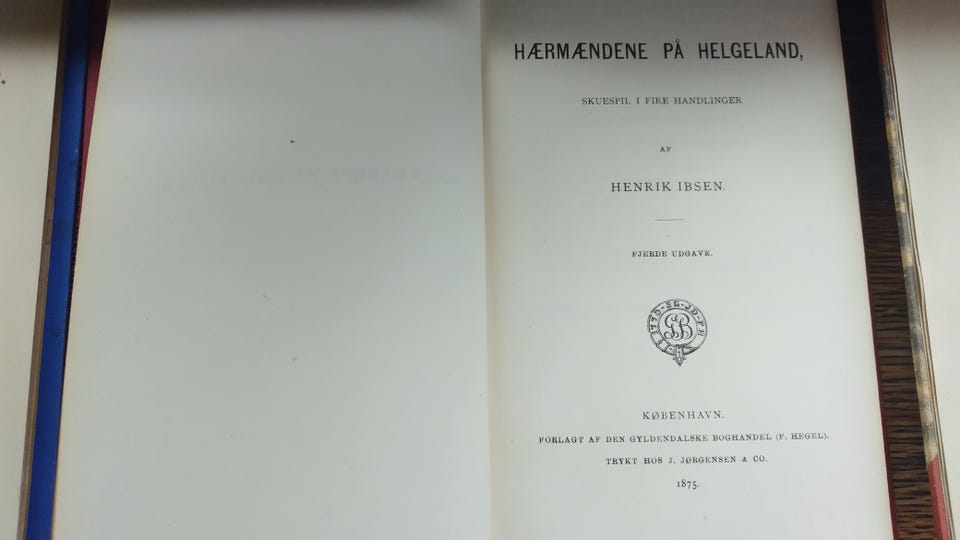 HÆRMÆNDENE PÅ HELGELAND,
SKUESPIL I FIRE HANDLINGER
AF
HENRIK IBSEN.
FJERDE UDGAVE.
KØBENHAVN.
FORLAGT AF DEN GYLDENDALSKE BOGHANDEL (F. HEGEL).
TRYKT HOS J. JØRGENSEN & CO.
1875.